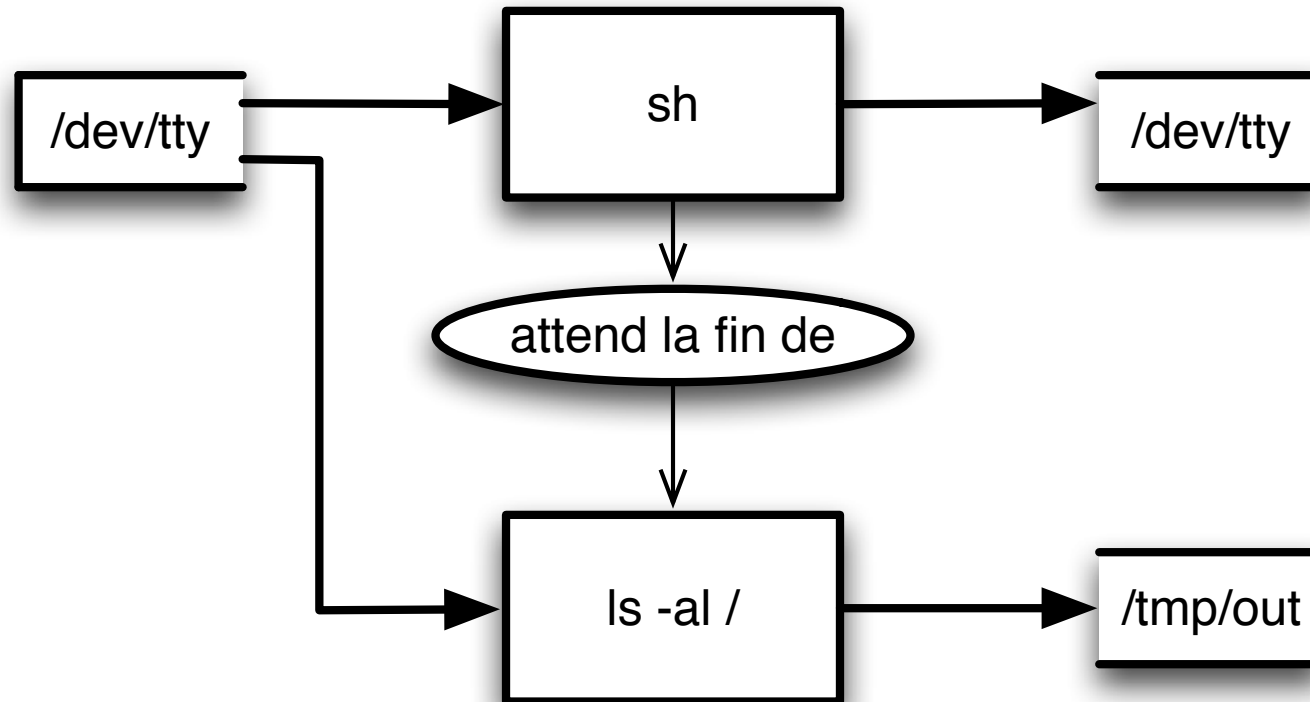 /dev/tty
sh
/dev/tty
attend la fin de
ls -al /
/tmp/out